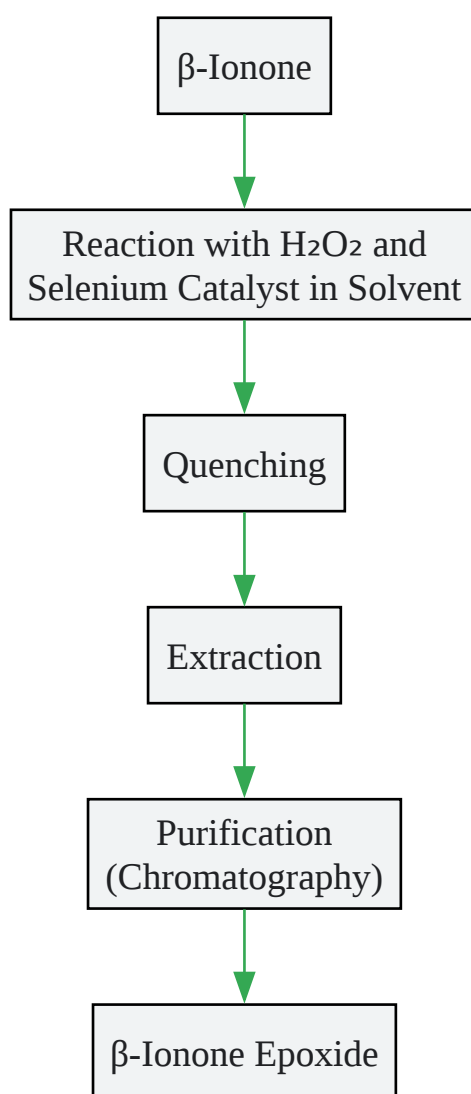 β-Ionone
Reaction with H₂O₂ and
Selenium Catalyst in Solvent
Quenching
Extraction
Purification
(Chromatography)
β-Ionone Epoxide